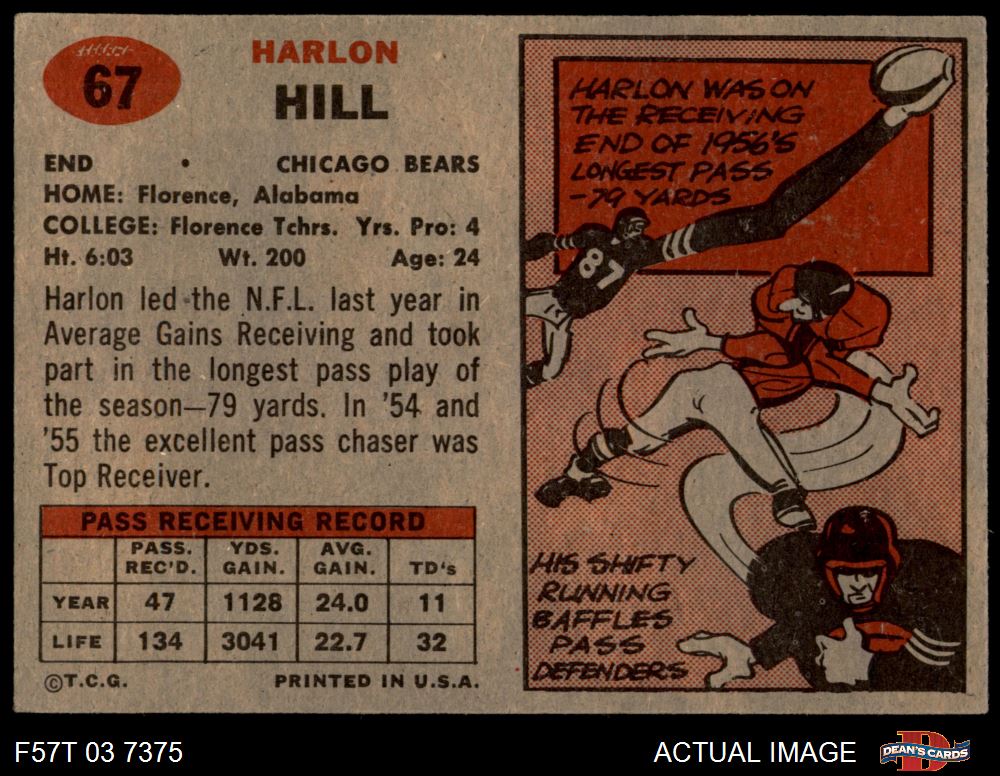 67
HARLON
HILL
END • CHICAGO BEARS
HOME: Florence, Alabama
COLLEGE: Florence Tchrs. Yrs. Pro: 4
Ht. 6:03 Wt. 200 Age: 24
Harlon led the N.F.L. last year in
Average Gains Receiving and took
part in the longest pass play of
the season—79 yards. In '54 and
'55 the excellent pass chaser was
Top Receiver.
PASS RECEIVING RECORD
PASS. REC'D. YDS. GAIN. AVG. GAIN. TD's
YEAR 47 1128 24.0 11
LIFE 134 3041 22.7 32
©T.C.G. PRINTED IN U.S.A.
HARLON WAS ON
THE RECEIVING
END OF 1956'S
LONGEST PASS
-79 YARDS
87
HIS SHIFTY
RUNNING
BAFFLES
PASS
DEFENDERS
F57T 03 7375
ACTUAL IMAGE
DEAN'S CARDS